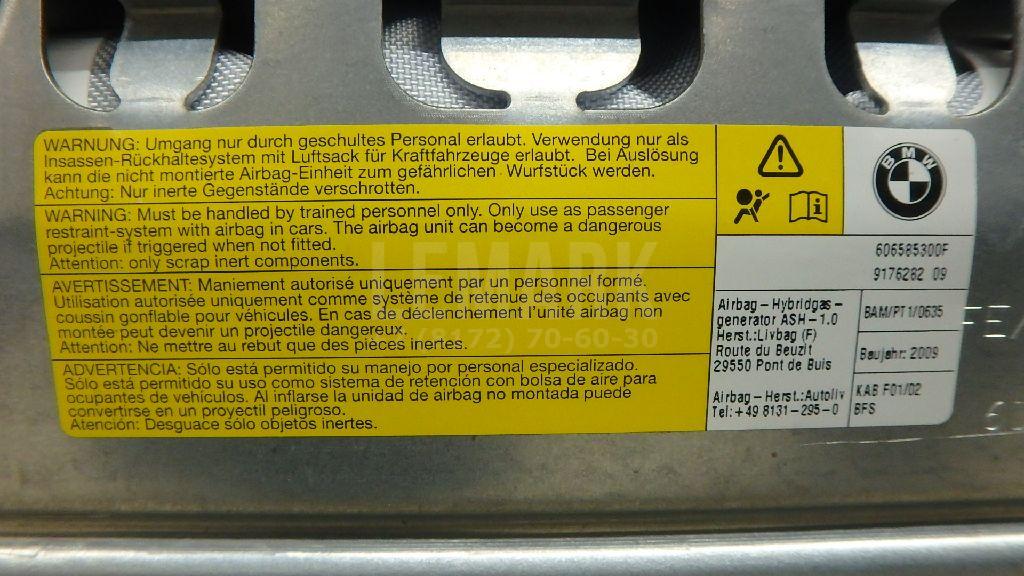 WARNUNG: Umgang nur durch geschultes Personal erlaubt. Verwendung nur als
Insassen-Rückhaltesystem mit Luftsack für Kraftfahrzeuge erlaubt. Bei Auslösung
kann die nicht montierte Airbag-Einheit zum gefährlichen Wurfstück werden.
Achtung: Nur inerte Gegenstände verschrotten.
WARNING: Must be handled by trained personnel only. Only use as passenger
restraint-system with airbag in cars. The airbag unit can become a dangerous
projectile if triggered when not fitted.
Attention: only scrap inert components.
AVERTISSEMENT: Maniement autorisé uniquement par un personnel formé.
Utilisation autorisée uniquement comme système de retenue des occupants avec
coussin gonflable pour véhicules. En cas de déclenchement l'unité airbag non
montée peut devenir un projectile dangereux.
Attention: Ne mettre au rebut que des pièces inertes.
ADVERTENCIA: Sólo está permitido su manejo por personal especializado.
Sólo está permitido su uso como sistema de retención con bolsa de aire para
ocupantes de vehículos. Al inflarse la unidad de airbag no montada puede
convertirse en un proyectil peligroso.
Atención: Desguace sólo objetos inertes.
BMW
606585300F
9176282 09
Airbag-Hybridgas-
generator ASH-1.0
Herst.:Livbag (F)
Route du Beuzit
29550 Pont de Buis
BAM/PT1/0635
Baujahr: 2009
Airbag-Herst.:Autoliv
Tel:+49 8131-295-0
KAB F01/02
BFS
LEMARK
(8172) 70-60-30